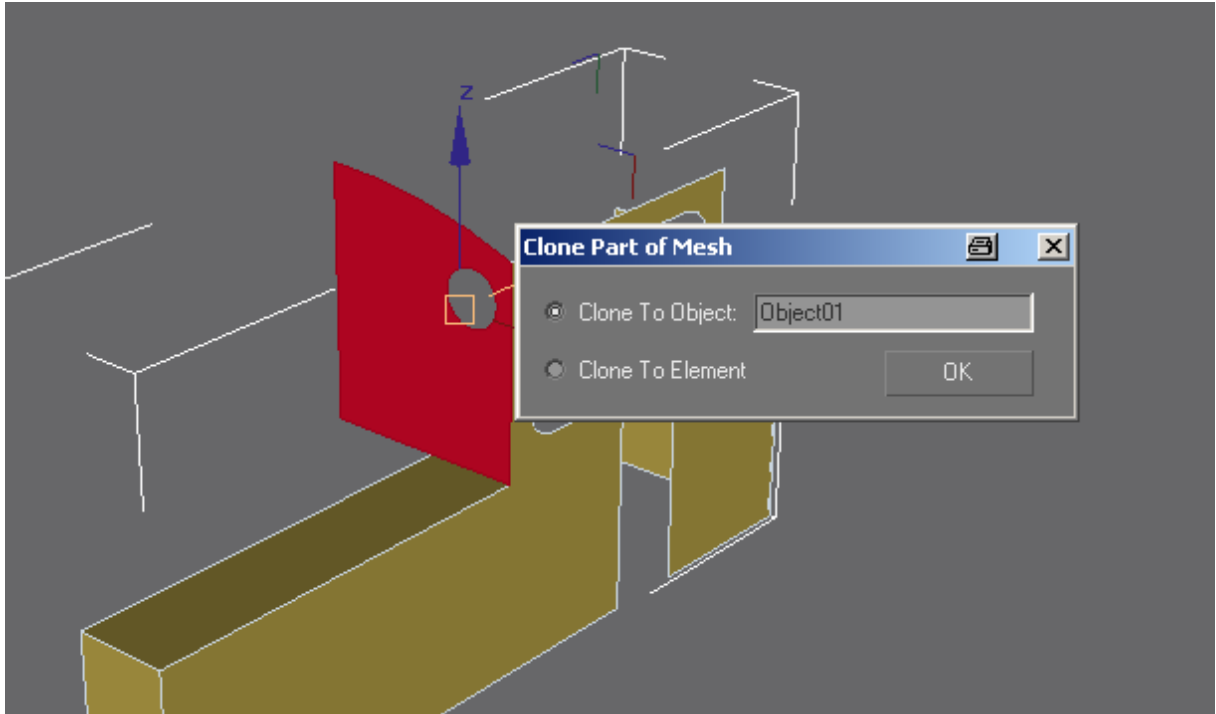 z
Clone Part of Mesh
Clone To Object: Object01
Clone To Element
OK